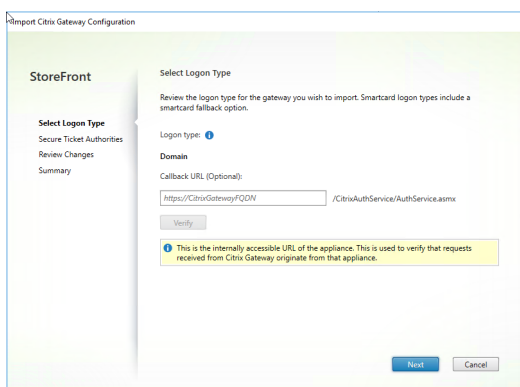 Import Citrix Gateway Configuration
StoreFront
Select Logon Type
Secure Ticket Authorities
Review Changes
Summary
Select Logon Type
Review the logon type for the gateway you wish to import. Smartcard logon types include a
smartcard fallback option.
Logon type:
Domain
Callback URL (Optional):
https://CitrixGatewayFQDN /CitrixAuthService/AuthService.asmx
Verify
This is the internally accessible URL of the appliance. This is used to verify that requests
received from Citrix Gateway originate from that appliance.
Next Cancel